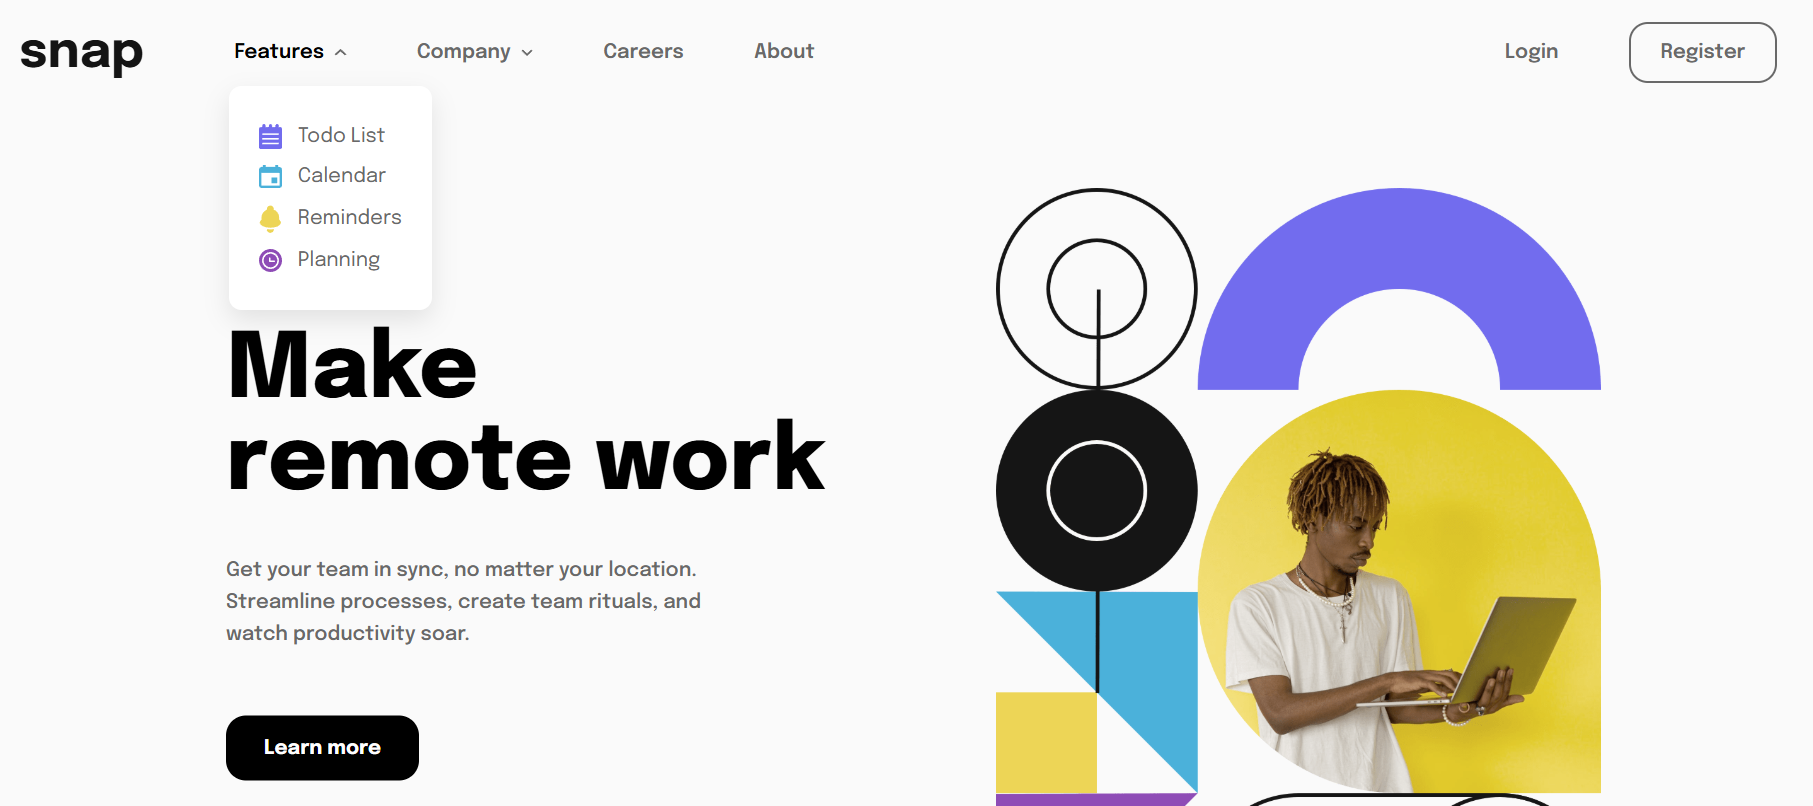 snap Features Company Careers About Login Register
Todo List
Calendar
Reminders
Planning
Make
remote work
Get your team in sync, no matter your location.
Streamline processes, create team rituals, and
watch productivity soar.
Learn more